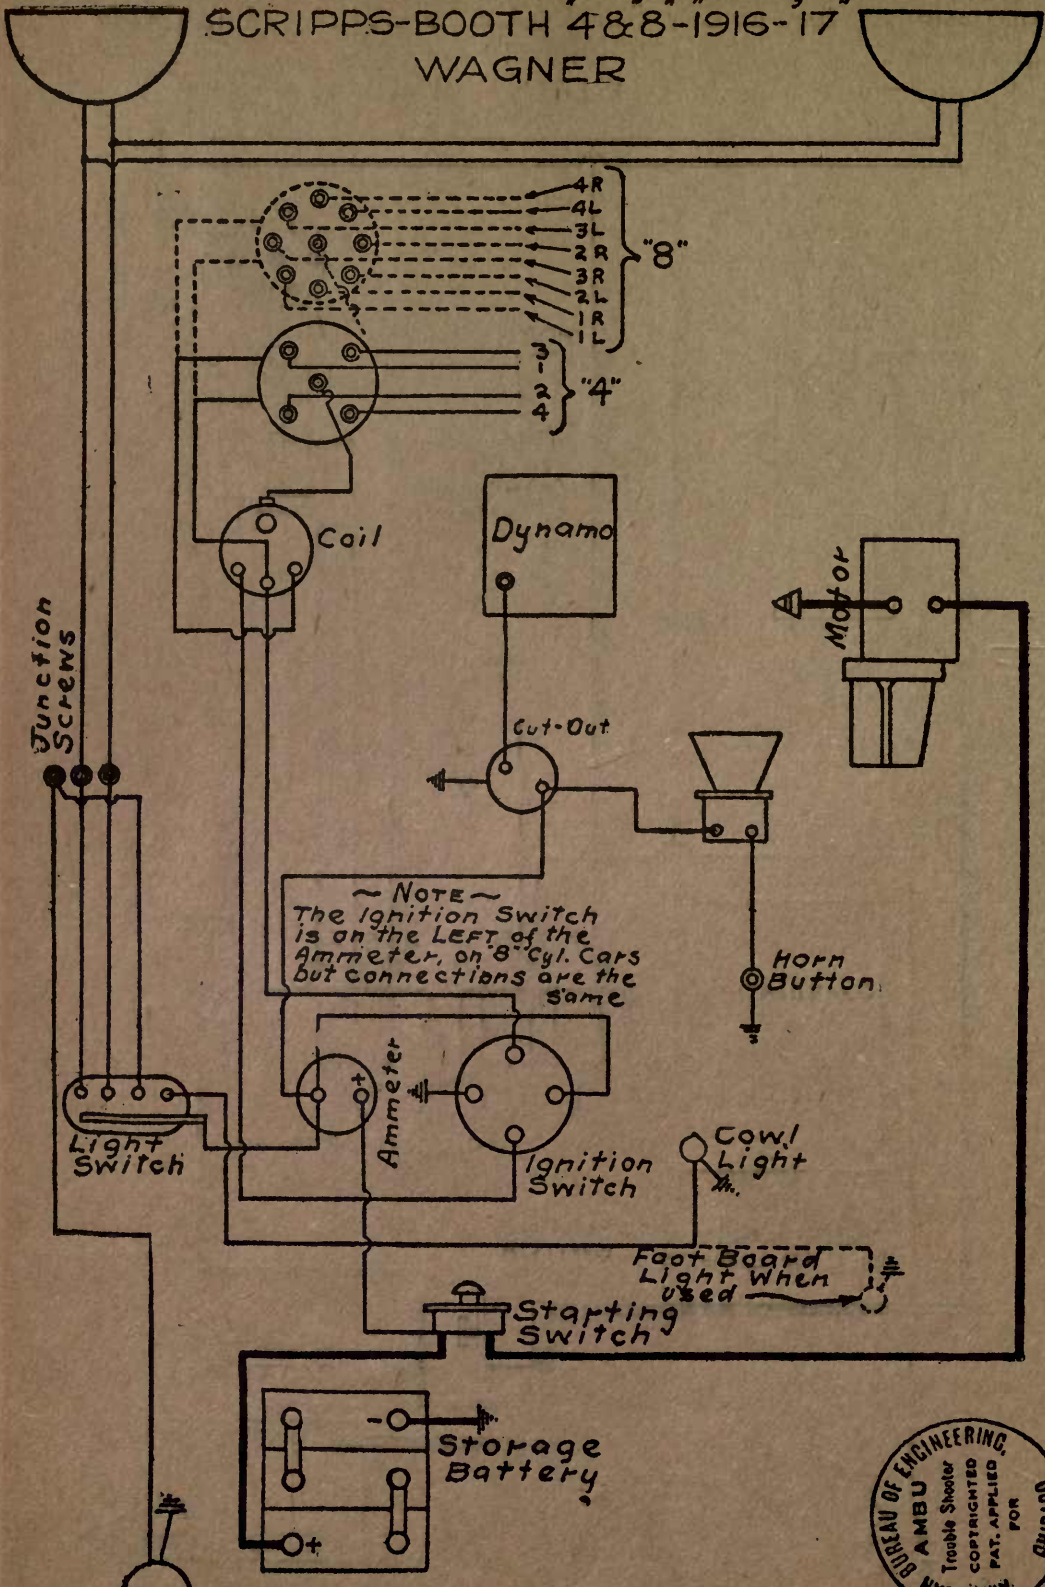 SCRIPPS-BOOTH "4"&"8"-1916-'17"
WAGNER
4R
4L
3L
2R
3R
2L
1R
1L
"8"
3
1
2
4
"4"
Coil
Dynamo
Motor
Junction
Screws
Cut-Out
~ NOTE ~
The Ignition Switch
is on the LEFT of the
Ammeter, on "8" Cyl. Cars
but connections are the
same
Horn
Button
+
Ammeter
Light
Switch
Ignition
Switch
Cowl
Light
Foot Board
Light When
used
Starting
Switch
-
Storage
Battery
+
BUREAU OF ENGINEERING,
AMBU
Trouble Shooter
COPYRIGHTED
PAT. APPLIED
FOR